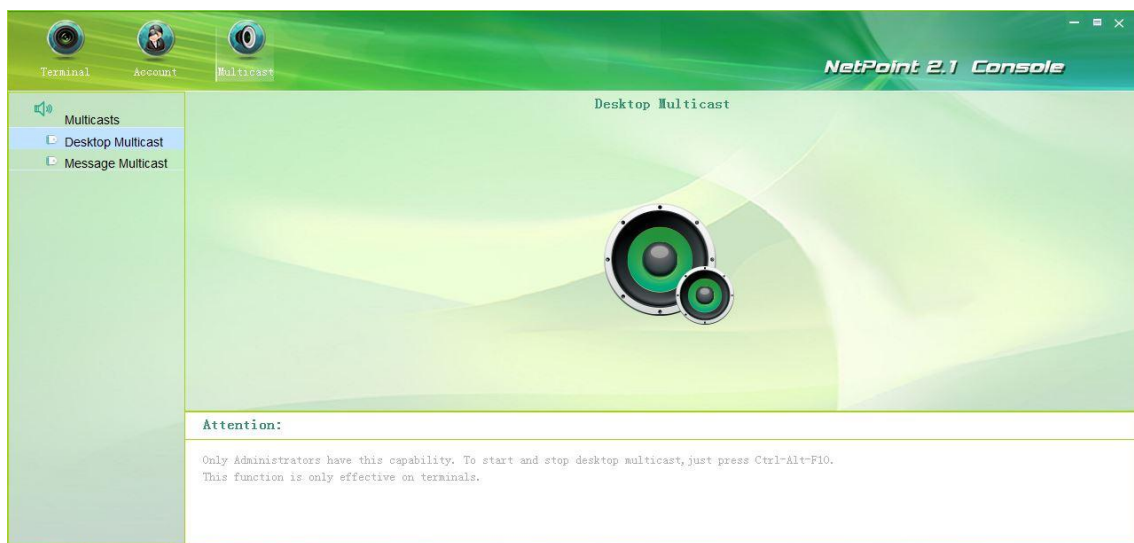 Terminal
Account
Multicast
NetPoint 2.1 Console
Multicasts
Desktop Multicast
Message Multicast
Desktop Multicast
Attention:
Only Administrators have this capability. To start and stop desktop multicast,just press Ctrl-Alt-F10.
This function is only effective on terminals.